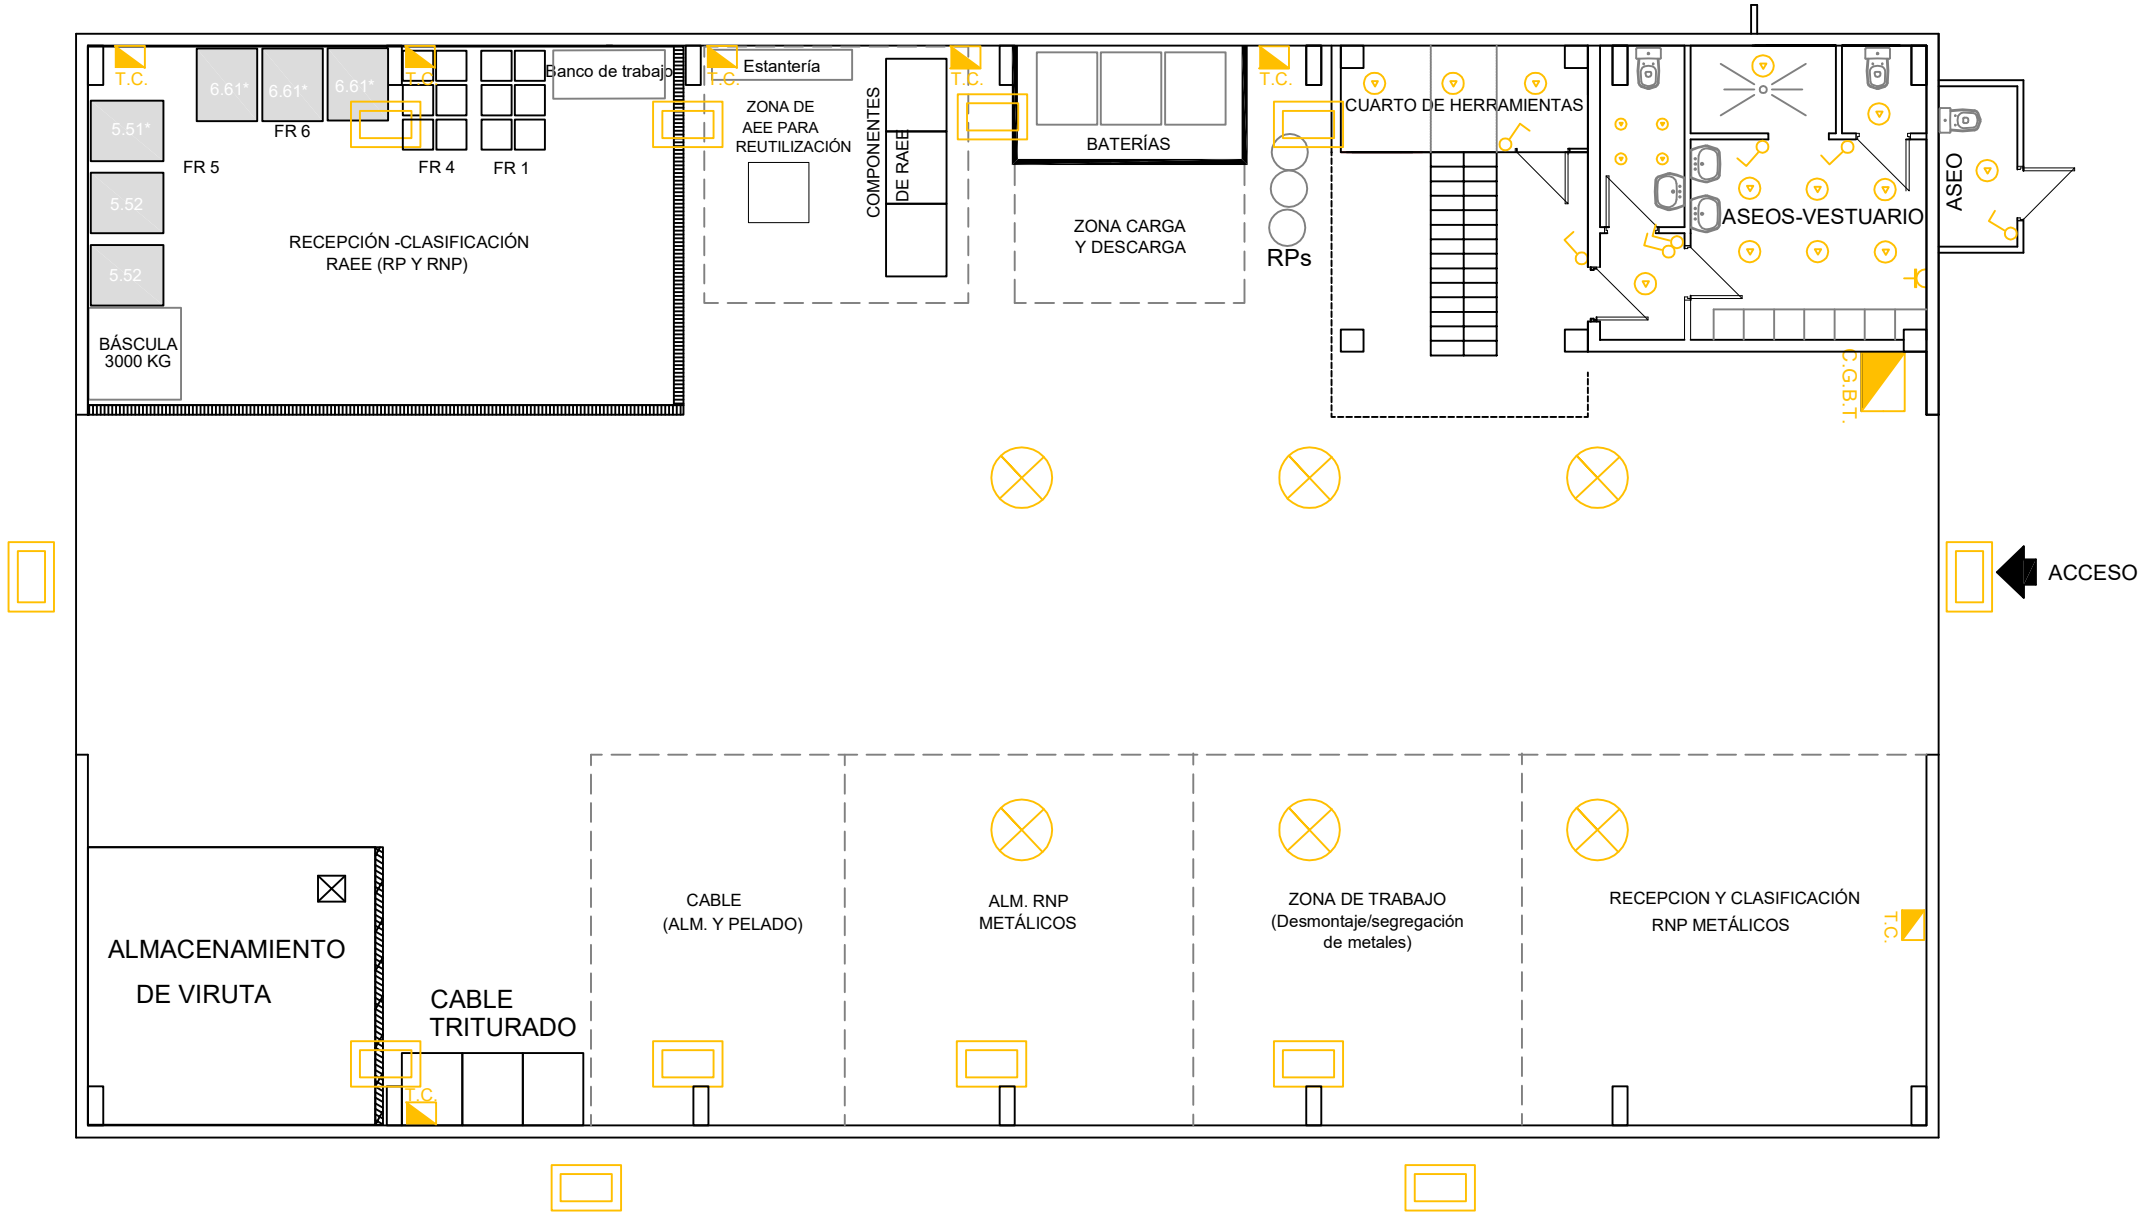 T.C.
T.C.
T.C.
T.C.
T.C.
6.61*
6.61*
6.61*
FR 6
Banco de trabajo
Estantería
5.51*
FR 5
FR 4
FR 1
5.52
5.52
RECEPCIÓN -CLASIFICACIÓN
RAEE (RP Y RNP)
BÁSCULA
3000 KG
ZONA DE
AEE PARA
REUTILIZACIÓN
COMPONENTES
DE RAEE
BATERÍAS
ZONA CARGA
Y DESCARGA
RPs
CUARTO DE HERRAMIENTAS
ASEOS-VESTUARIO
ASEO
C.G.B.T.
ACCESO
ALMACENAMIENTO
DE VIRUTA
CABLE
TRITURADO
T.C.
CABLE
(ALM. Y PELADO)
ALM. RNP
METÁLICOS
ZONA DE TRABAJO
(Desmontaje/segregación
de metales)
RECEPCION Y CLASIFICACIÓN
RNP METÁLICOS
T.C.